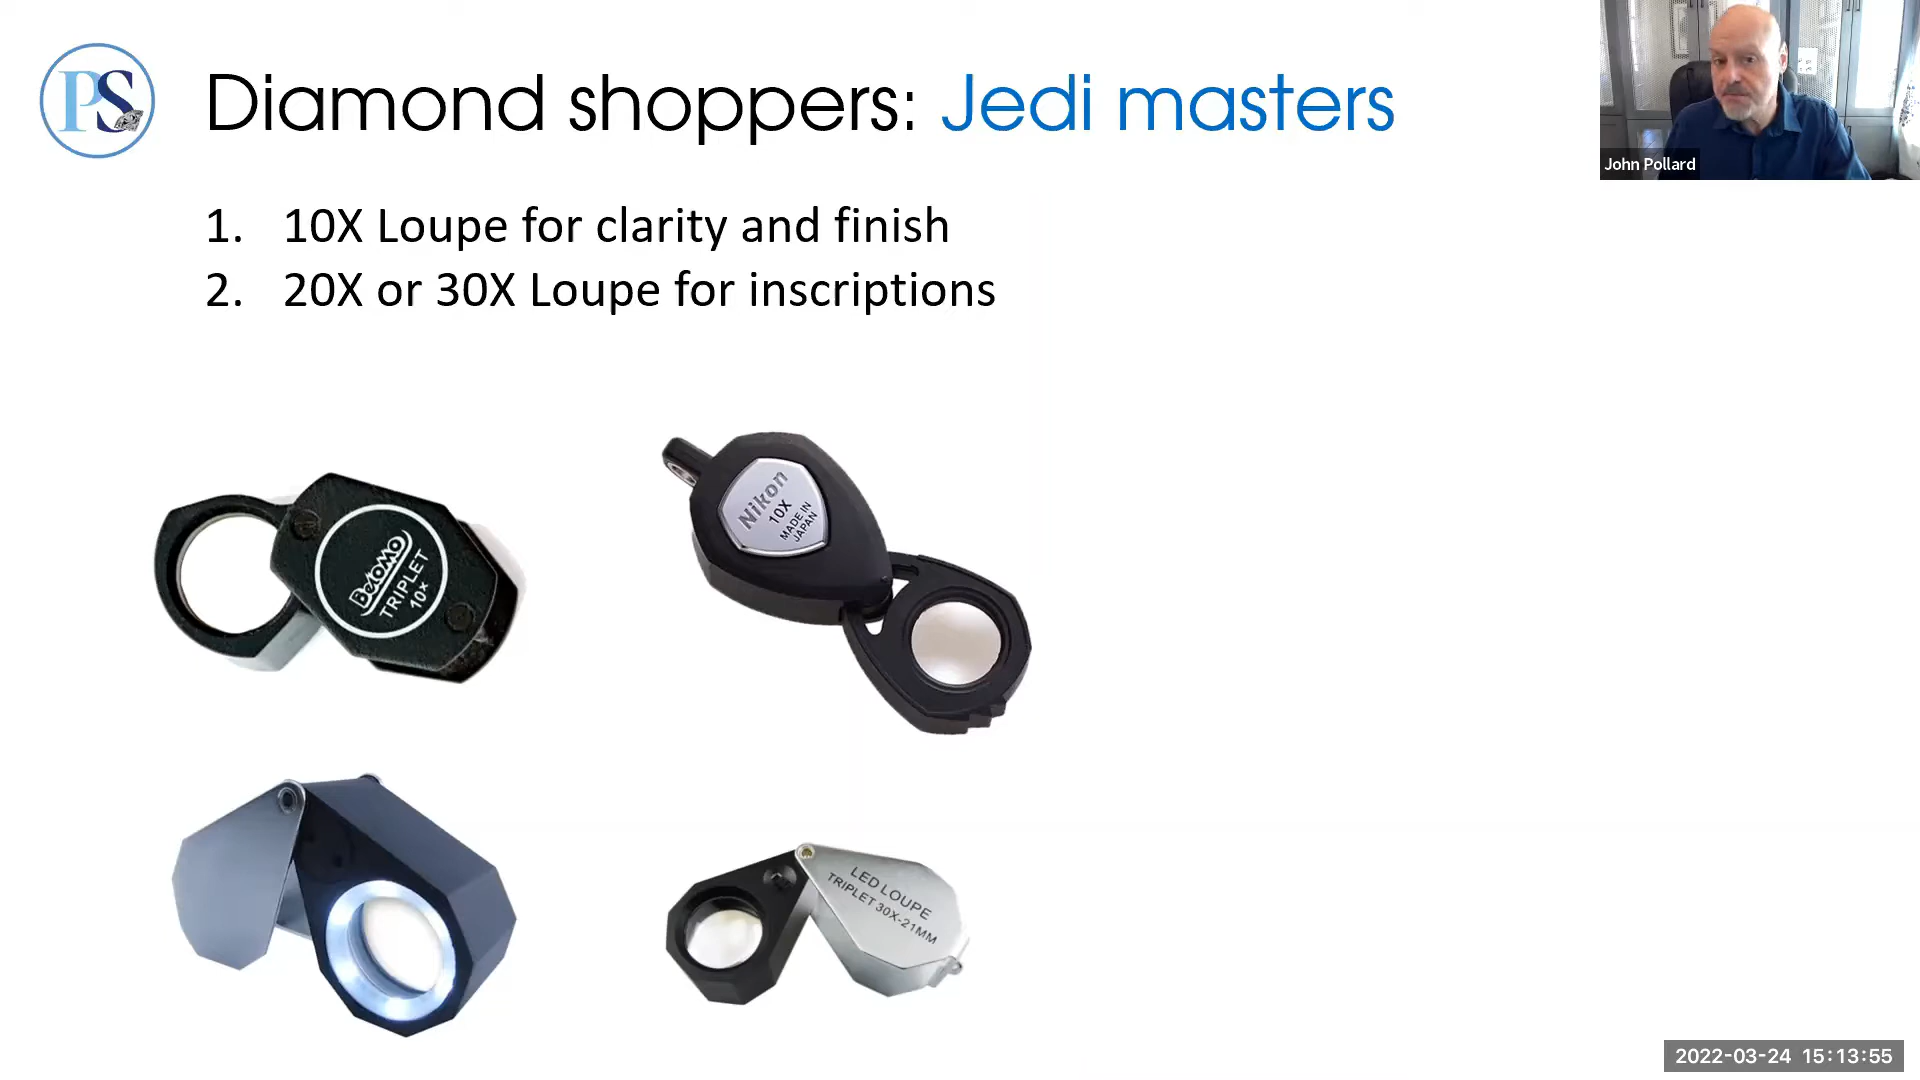 PS
Diamond shoppers: Jedi masters
John Pollard
1. 10X Loupe for clarity and finish
2. 20X or 30X Loupe for inscriptions
BelOMO
TRIPLET
10×
Nikon
10X
MADE IN
JAPAN
LED LOUPE
TRIPLET 30X-21MM
2022-03-24 15:13:55